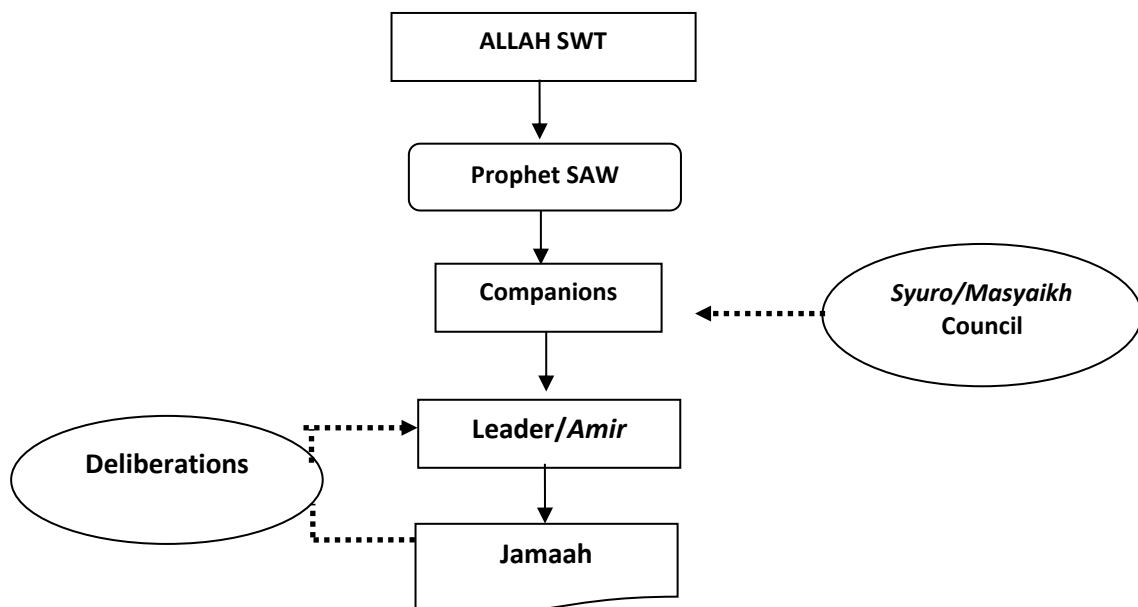 ALLAH SWT
Prophet SAW
Companions
Syuro/Masyaikh
Council
Leader/Amir
Deliberations
Jamaah